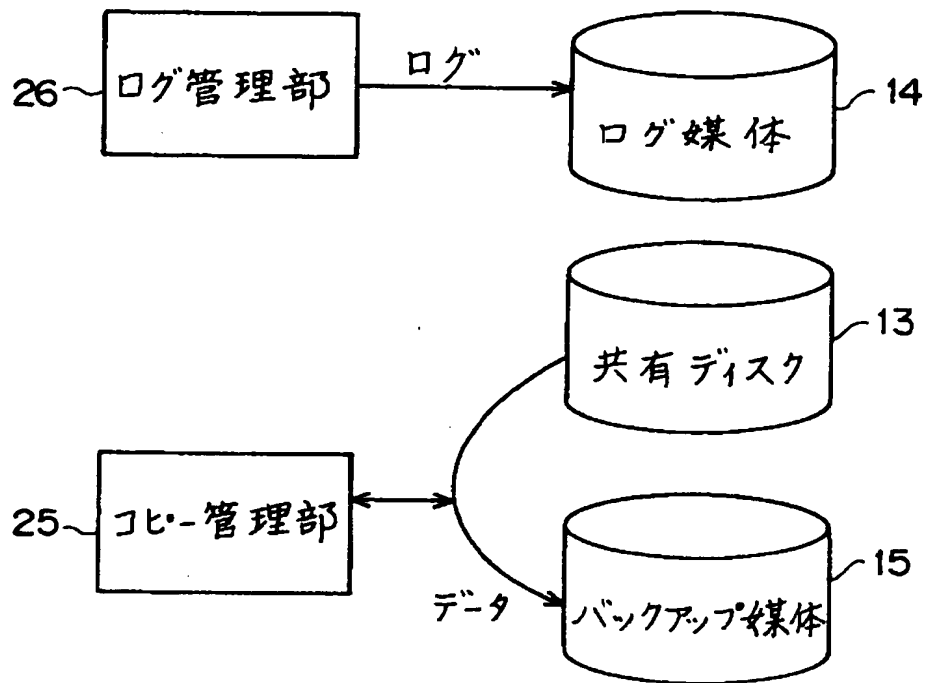 26
ログ管理部
ログ
ログ媒体
14
共有ディスク
13
25
コピー管理部
データ
バックアップ媒体
15